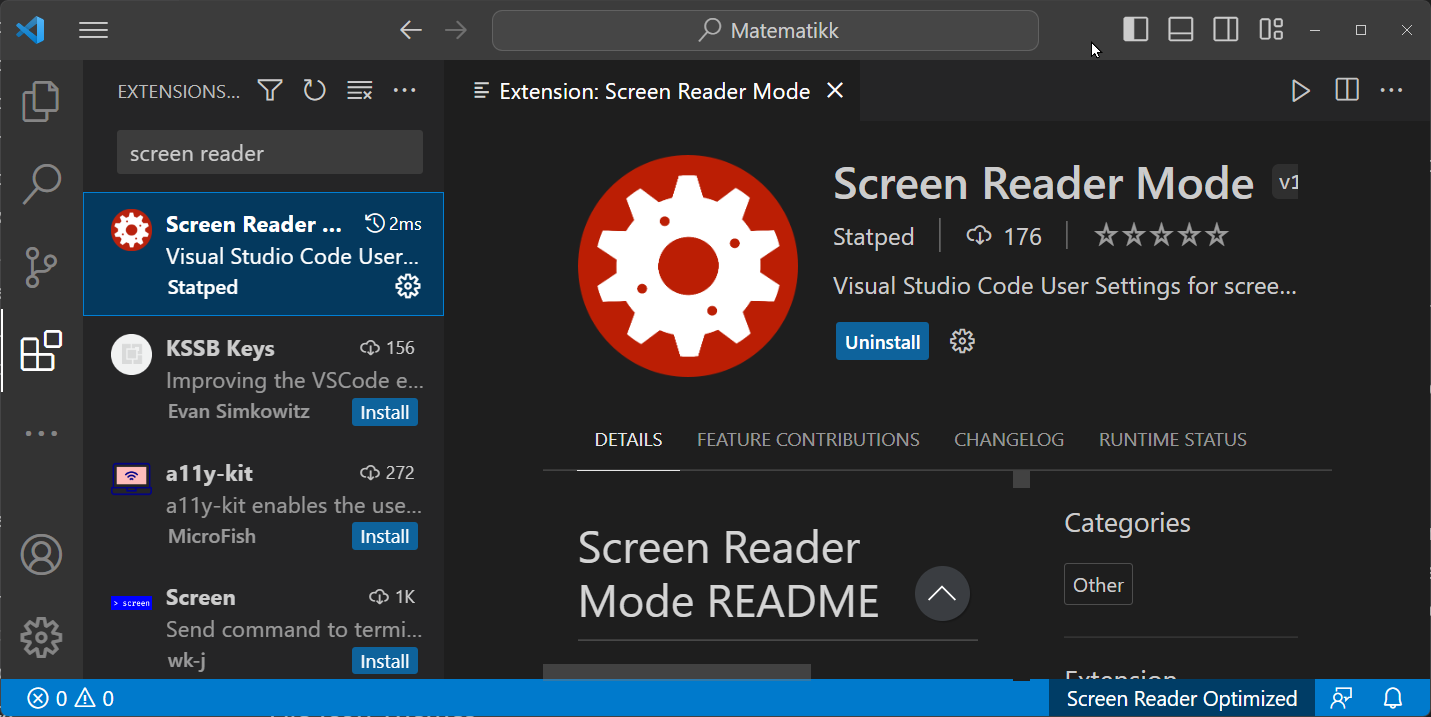 Matematikk
EXTENSIONS...
screen reader
Screen Reader ...
2ms
Visual Studio Code User...
Statped
KSSB Keys
156
Improving the VSCode e...
Evan Simkowitz
Install
a11y-kit
272
a11y-kit enables the use...
MicroFish
Install
> screen
Screen
1K
Send command to termi...
wk-j
Install
Extension: Screen Reader Mode
Screen Reader Mode
v1
Statped
176
Visual Studio Code User Settings for scree...
Uninstall
DETAILS
FEATURE CONTRIBUTIONS
CHANGELOG
RUNTIME STATUS
Screen Reader
Mode README
Categories
Other
Extension
0
0
Screen Reader Optimized